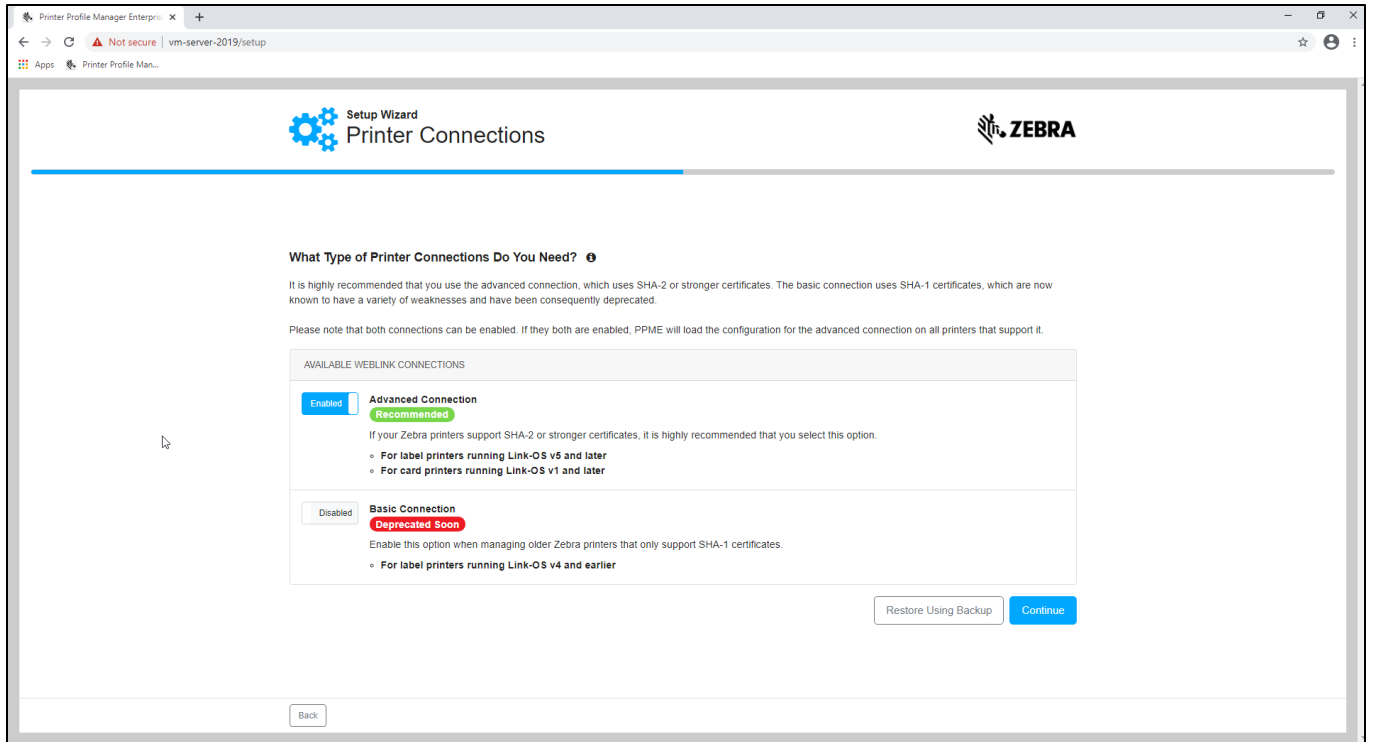 Printer Profile Manager Enterpris
Not secure | vm-server-2019/setup
Apps Printer Profile Man...
Setup Wizard
Printer Connections
ZEBRA
What Type of Printer Connections Do You Need?
It is highly recommended that you use the advanced connection, which uses SHA-2 or stronger certificates. The basic connection uses SHA-1 certificates, which are now
known to have a variety of weaknesses and have been consequently deprecated.
Please note that both connections can be enabled. If they both are enabled, PPME will load the configuration for the advanced connection on all printers that support it.
AVAILABLE WEBLINK CONNECTIONS
Enabled
Advanced Connection
Recommended
If your Zebra printers support SHA-2 or stronger certificates, it is highly recommended that you select this option.
For label printers running Link-OS v5 and later
For card printers running Link-OS v1 and later
Disabled
Basic Connection
Deprecated Soon
Enable this option when managing older Zebra printers that only support SHA-1 certificates.
For label printers running Link-OS v4 and earlier
Restore Using Backup
Continue
Back